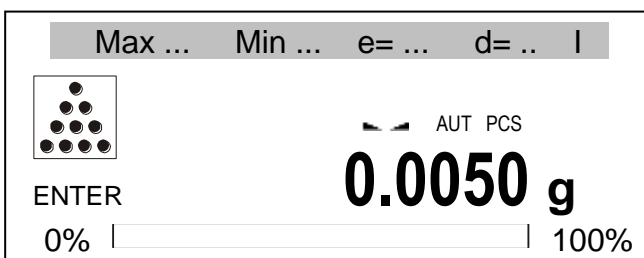 Max ... Min ... e= ... d= .. I
AUT PCS
0.0050 g
ENTER
0% 100%